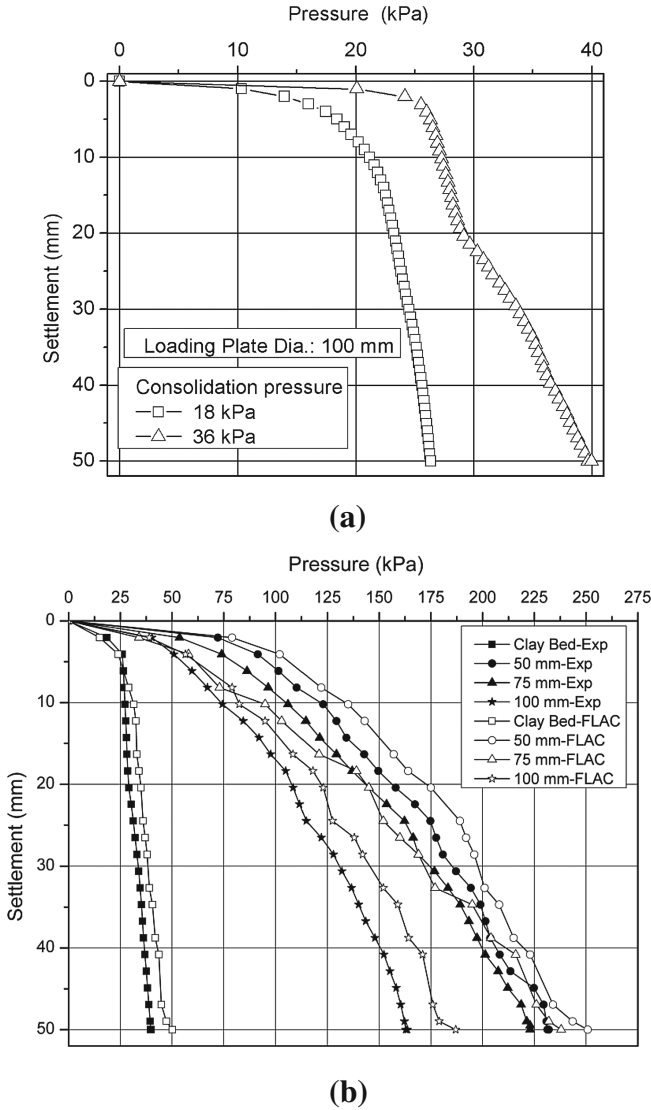 Pressure (kPa)
0 10 20 30 40
0
10
20
30
40
50
Settlement (mm)
Loading Plate Dia.: 100 mm
Consolidation pressure
18 kPa
36 kPa
(a)
Pressure (kPa)
0 25 50 75 100 125 150 175 200 225 250 275
0
10
20
30
40
50
Settlement (mm)
Clay Bed-Exp
50 mm-Exp
75 mm-Exp
100 mm-Exp
Clay Bed-FLAC
50 mm-FLAC
75 mm-FLAC
100 mm-FLAC
(b)